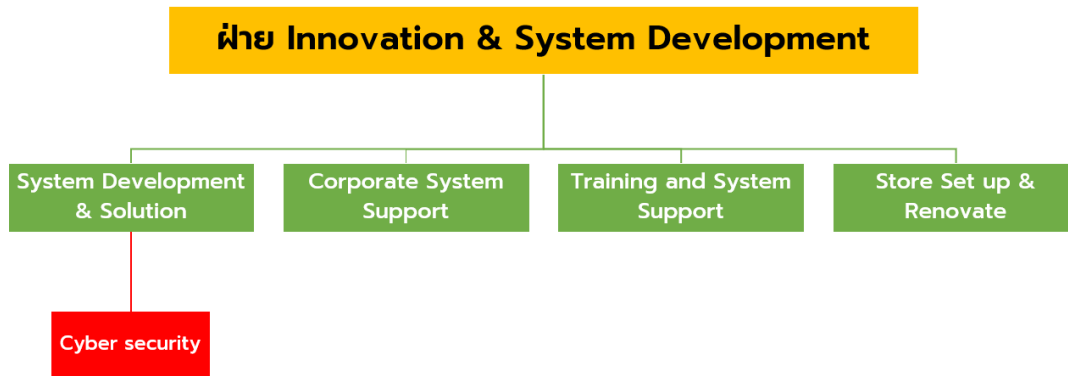 ฝ่าย Innovation & System Development
System Development
& Solution
Corporate System
Support
Training and System
Support
Store Set up &
Renovate
Cyber security